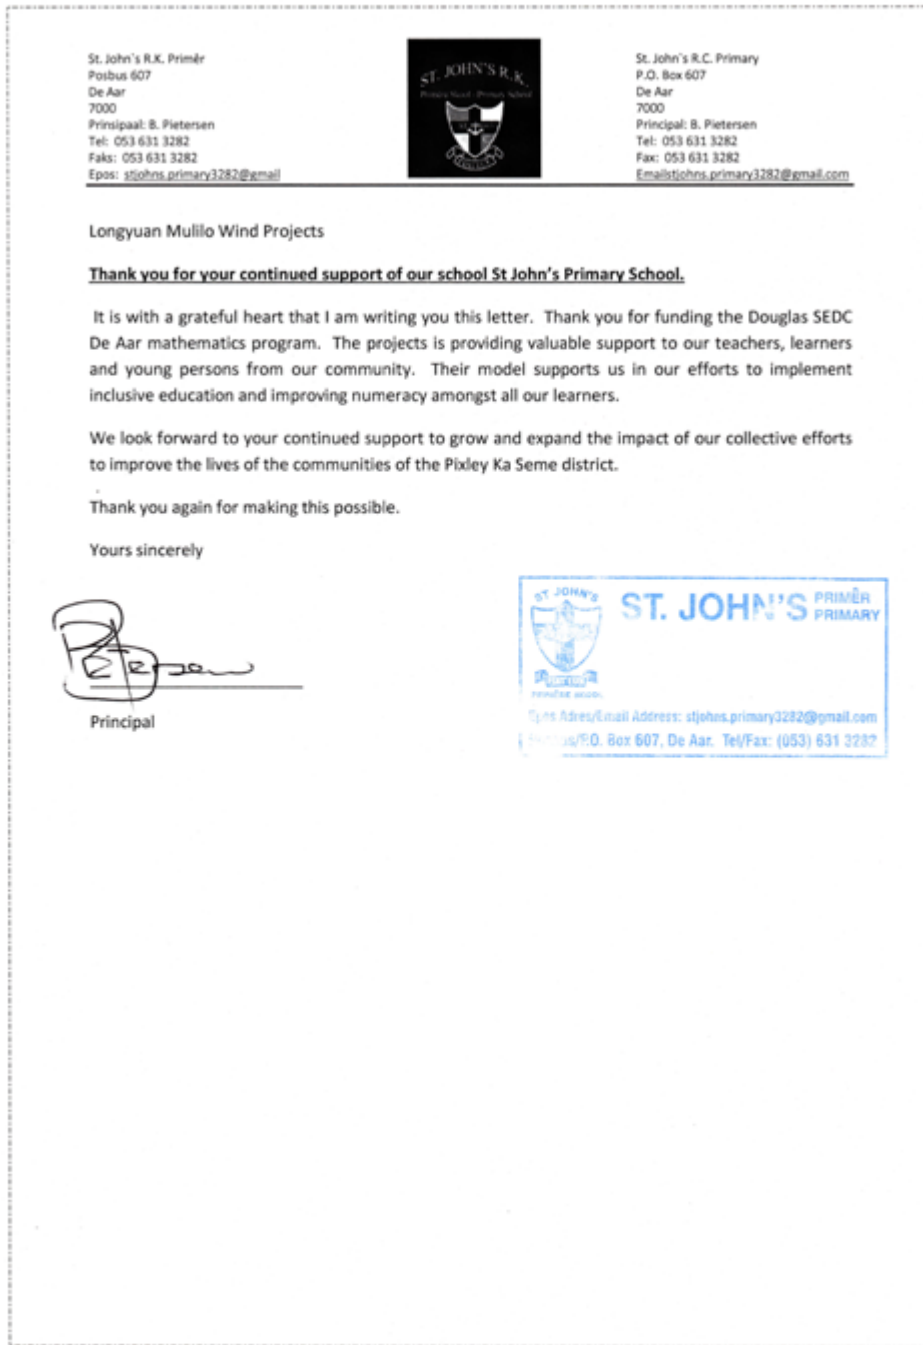 St. John`s R.K. Primêr
Posbus 607
De Aar
7000
Prinsipaal: B. Pietersen
Tel: 053 631 3282
Faks: 053 631 3282
Epos: stjohns.primary3282@gmail
ST. JOHN'S R.K.
Primêre Skool - Primary School
St. John`s R.C. Primary
P.O. Box 607
De Aar
7000
Principal: B. Pietersen
Tel: 053 631 3282
Fax: 053 631 3282
Emailstjohns.primary3282@gmail.com
Longyuan Mulilo Wind Projects
Thank you for your continued support of our school St John’s Primary School.
It is with a grateful heart that I am writing you this letter. Thank you for funding the Douglas SEDC
De Aar mathematics program. The projects is providing valuable support to our teachers, learners
and young persons from our community. Their model supports us in our efforts to implement
inclusive education and improving numeracy amongst all our learners.
We look forward to your continued support to grow and expand the impact of our collective efforts
to improve the lives of the communities of the Pixley Ka Seme district.
Thank you again for making this possible.
Yours sincerely
Principal
ST JOHN'S
ST. JOHN'S PRIMÊR
PRIMARY
Epos Adres/Email Address: stjohns.primary3282@gmail.com
Box 607, De Aar. Tel/Fax: (053) 631 3282